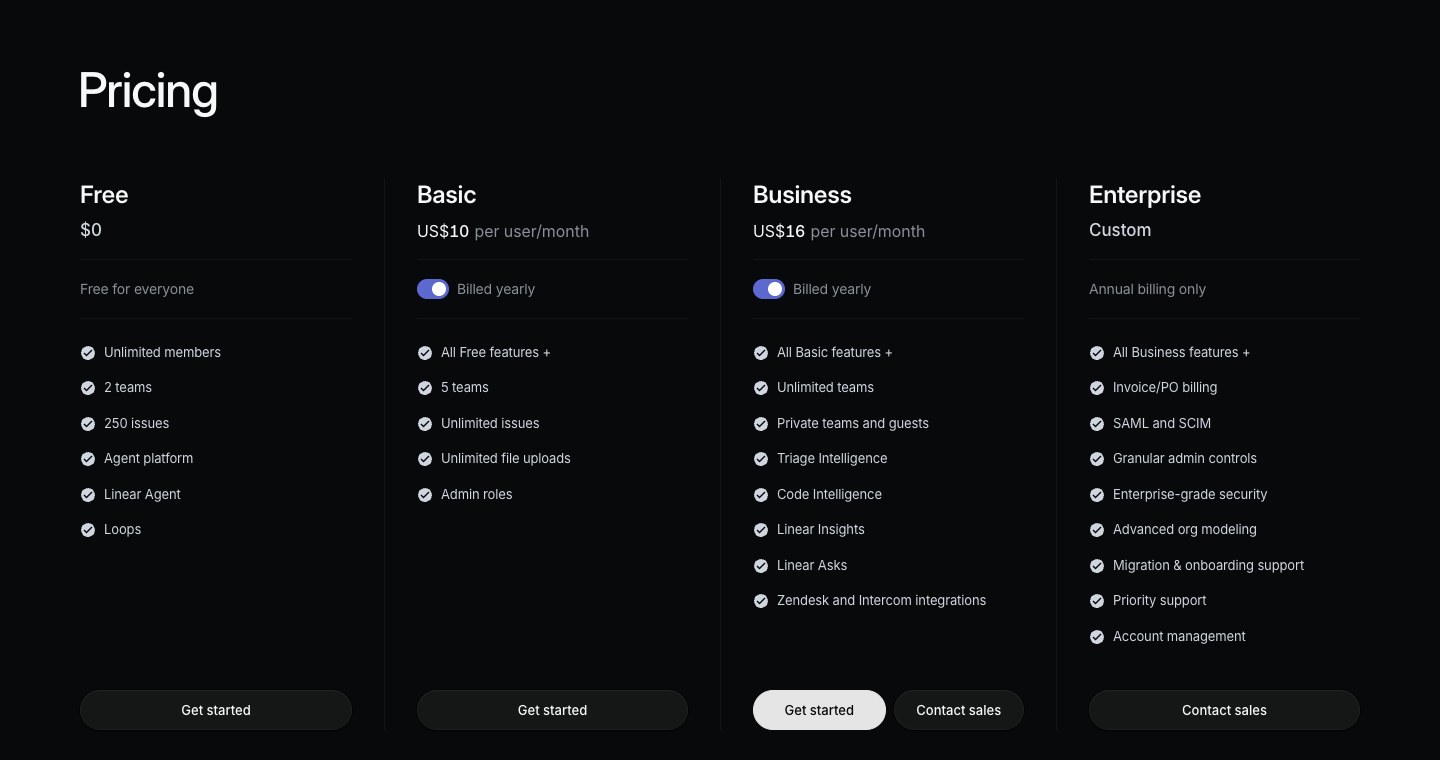 Pricing
Free
$0
Free for everyone
Unlimited members
2 teams
250 issues
Agent platform
Linear Agent
Loops
Get started
Basic
US$10 per user/month
Billed yearly
All Free features +
5 teams
Unlimited issues
Unlimited file uploads
Admin roles
Get started
Business
US$16 per user/month
Billed yearly
All Basic features +
Unlimited teams
Private teams and guests
Triage Intelligence
Code Intelligence
Linear Insights
Linear Asks
Zendesk and Intercom integrations
Get started
Contact sales
Enterprise
Custom
Annual billing only
All Business features +
Invoice/PO billing
SAML and SCIM
Granular admin controls
Enterprise-grade security
Advanced org modeling
Migration & onboarding support
Priority support
Account management
Contact sales